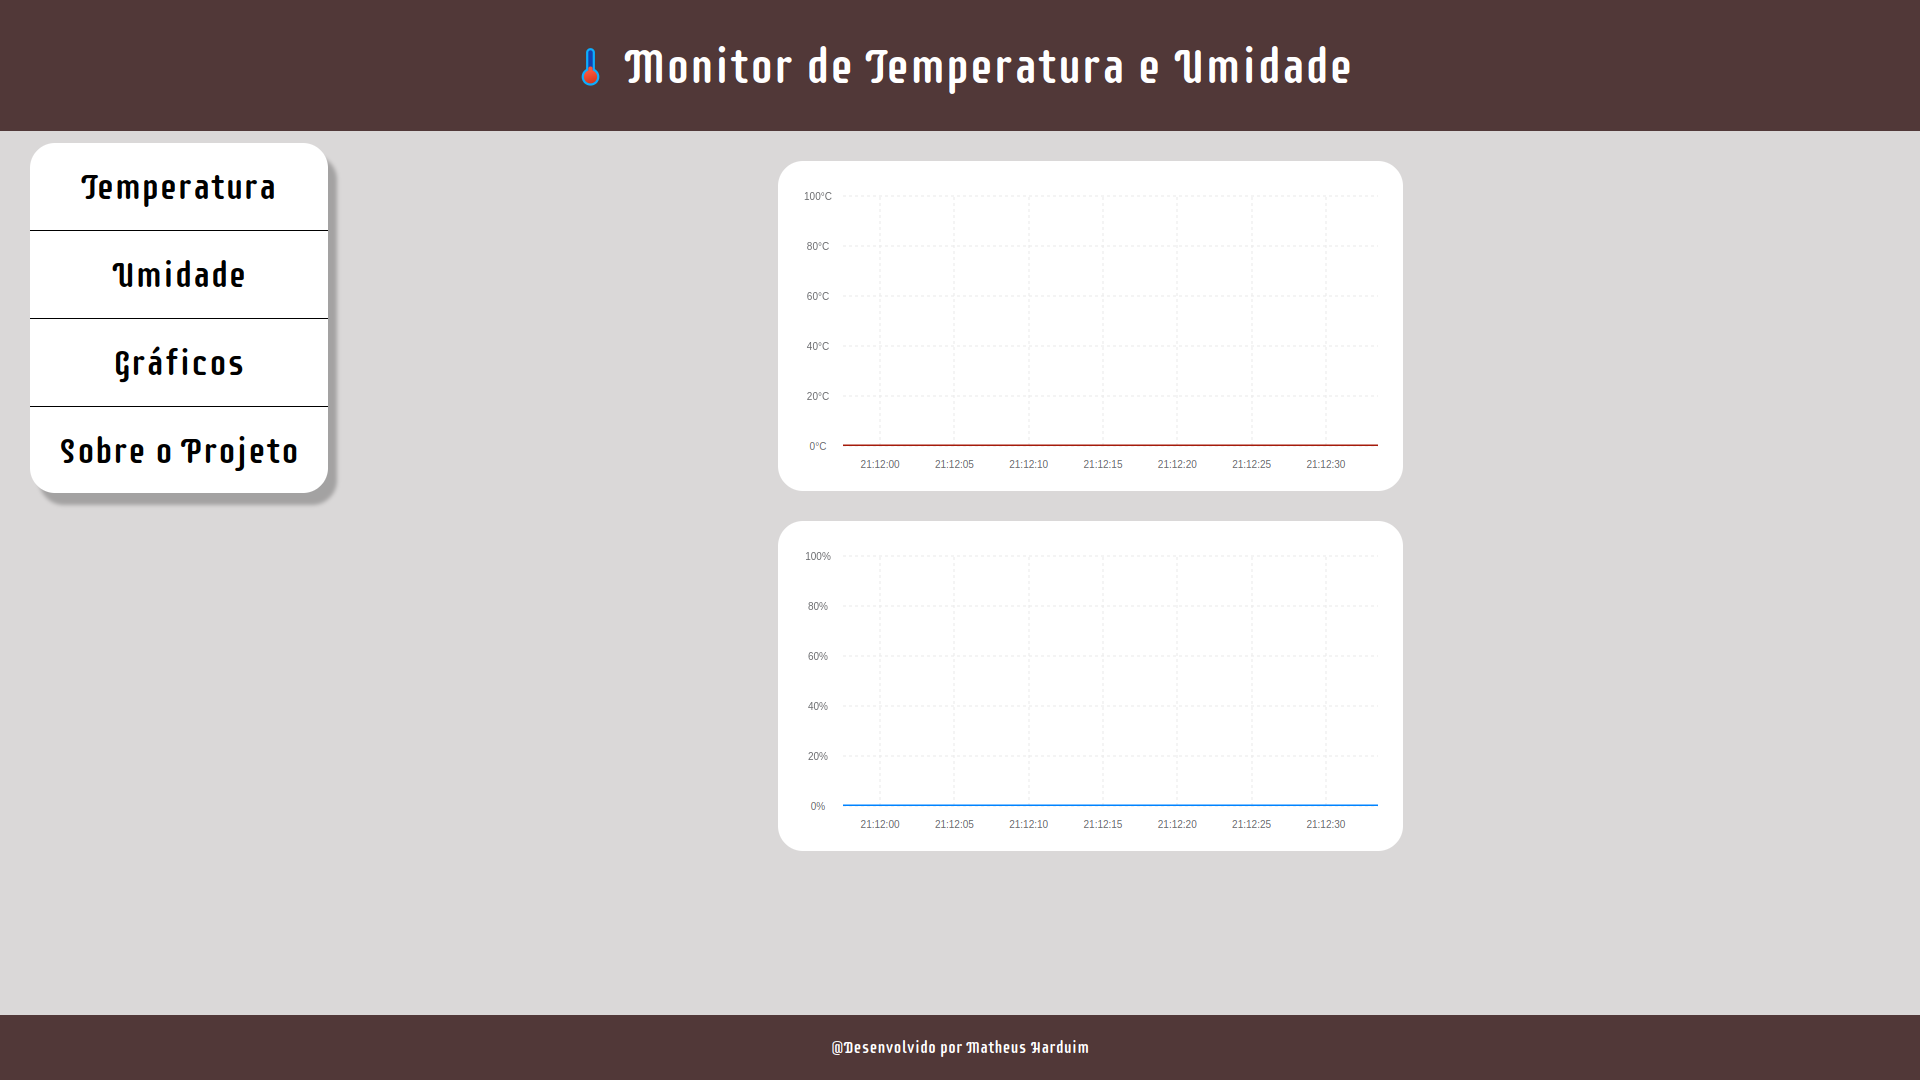 Monitor de Temperatura e Umidade
Temperatura
Umidade
Gráficos
Sobre o Projeto
100°C
80°C
60°C
40°C
20°C
0°C
21:12:00 21:12:05 21:12:10 21:12:15 21:12:20 21:12:25 21:12:30
100%
80%
60%
40%
20%
0%
21:12:00 21:12:05 21:12:10 21:12:15 21:12:20 21:12:25 21:12:30
@Desenvolvido por Matheus Harduim